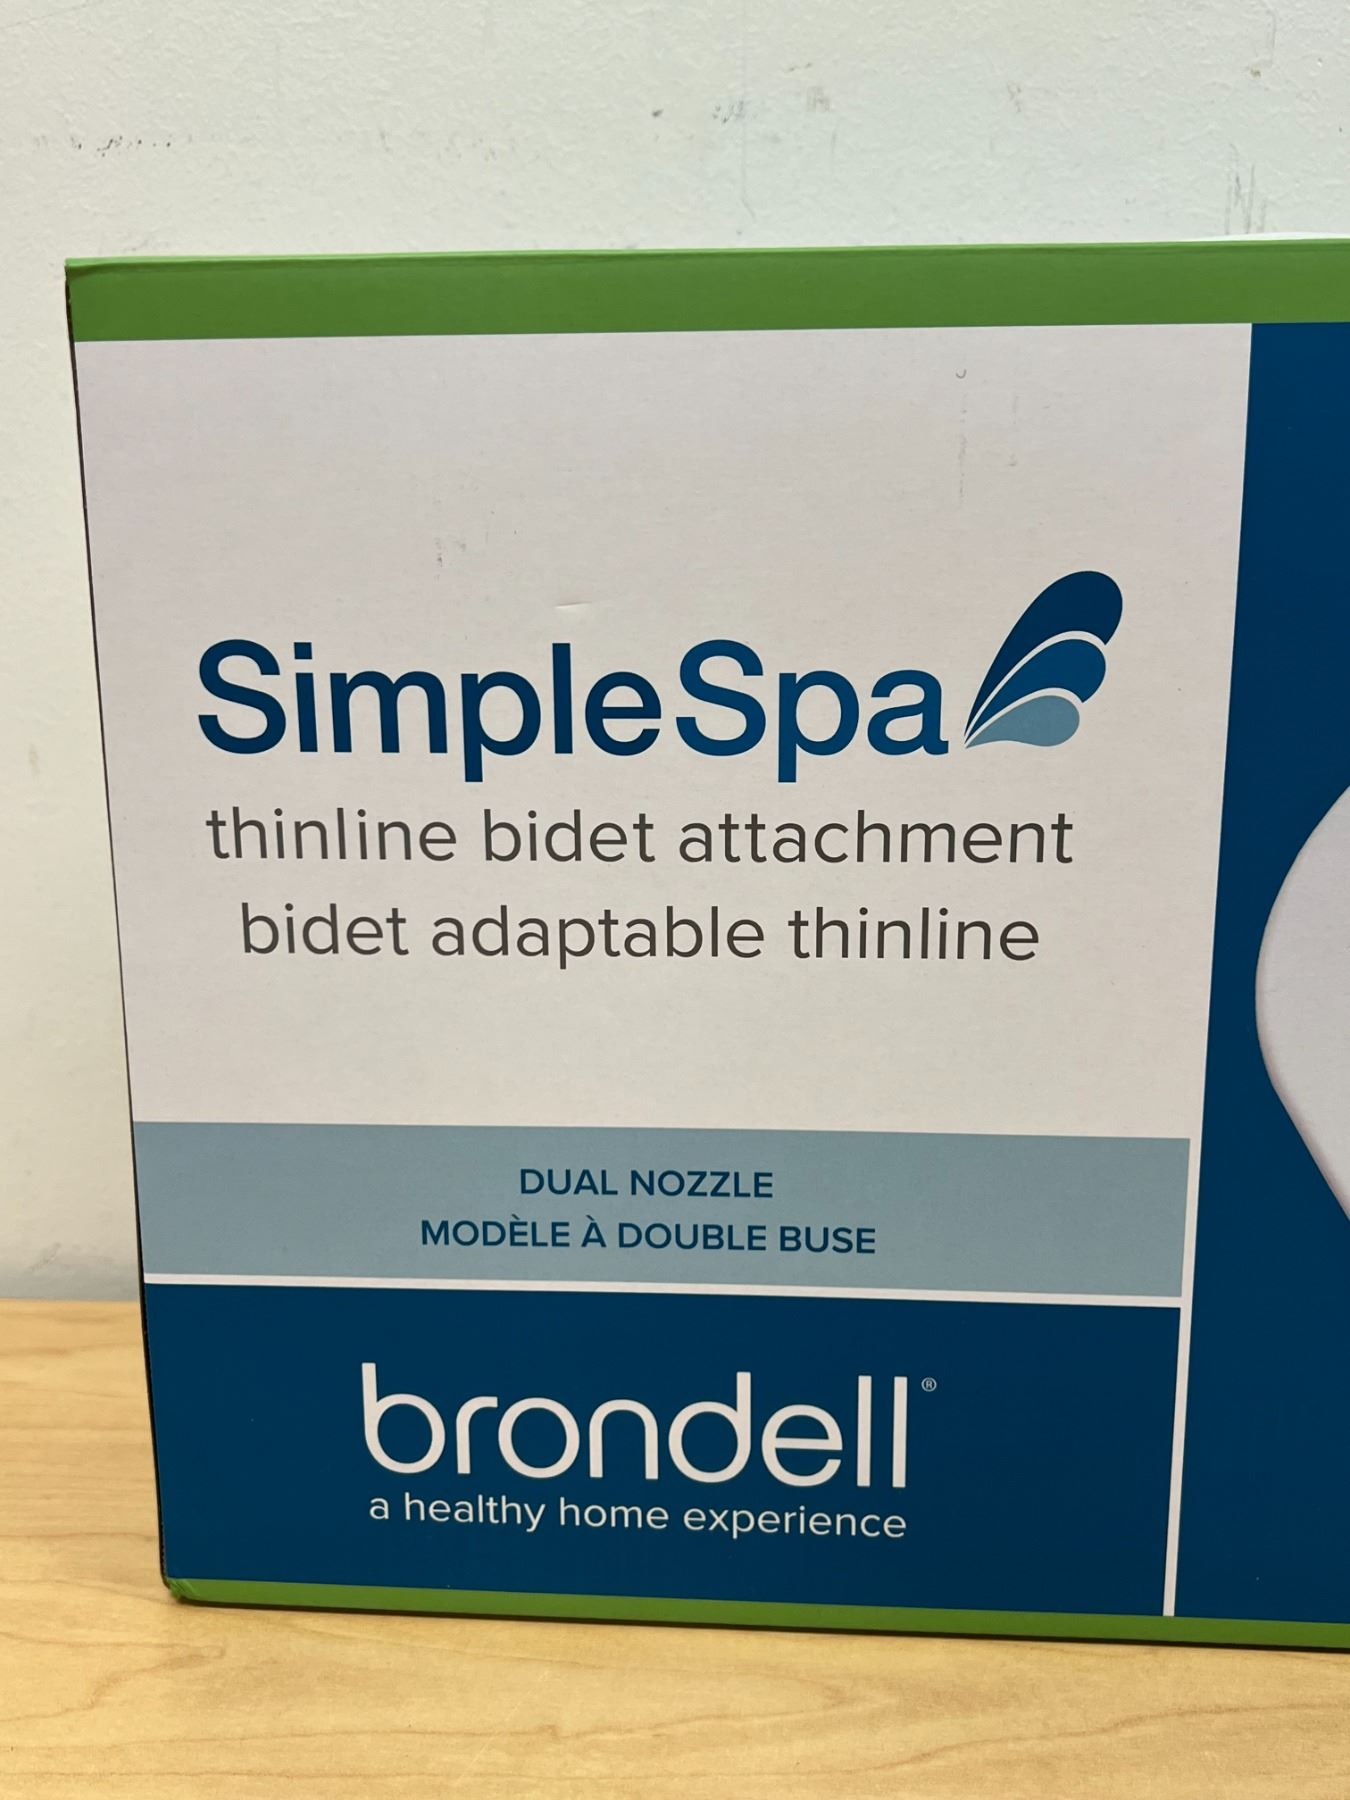 SimpleSpa
thinline bidet attachment
bidet adaptable thinline
DUAL NOZZLE
MODÈLE À DOUBLE BUSE
brondell®
a healthy home experience